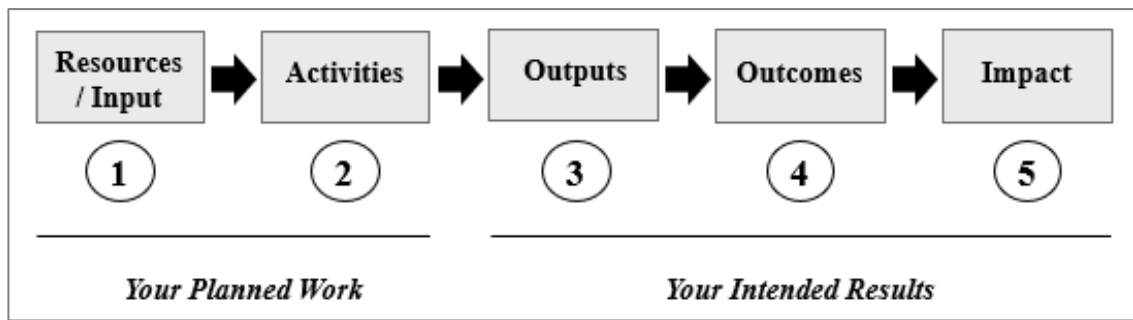 Resources
/ Input
Activities
Outputs
Outcomes
Impact
1
2
3
4
5
Your Planned Work
Your Intended Results